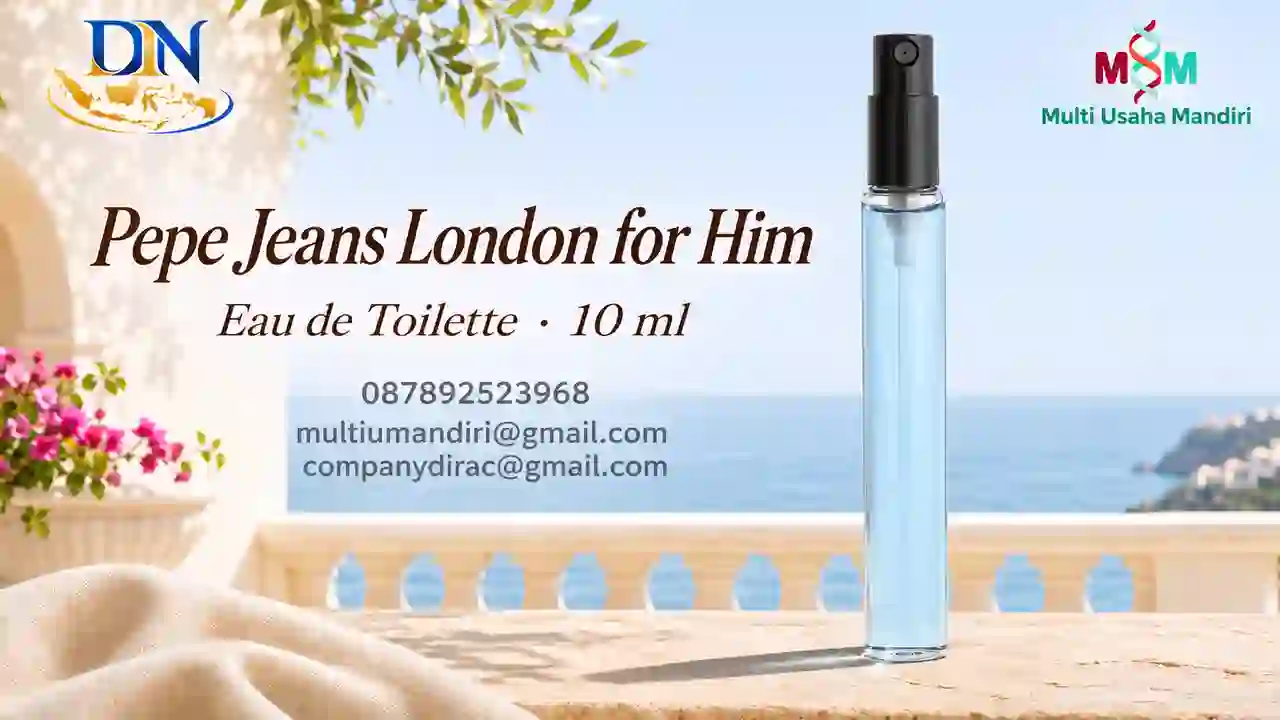 DN
MSM
Multi Usaha Mandiri
Pepe Jeans London for Him
Eau de Toilette · 10 ml
087892523968
multiumandiri@gmail.com
companydirac@gmail.com